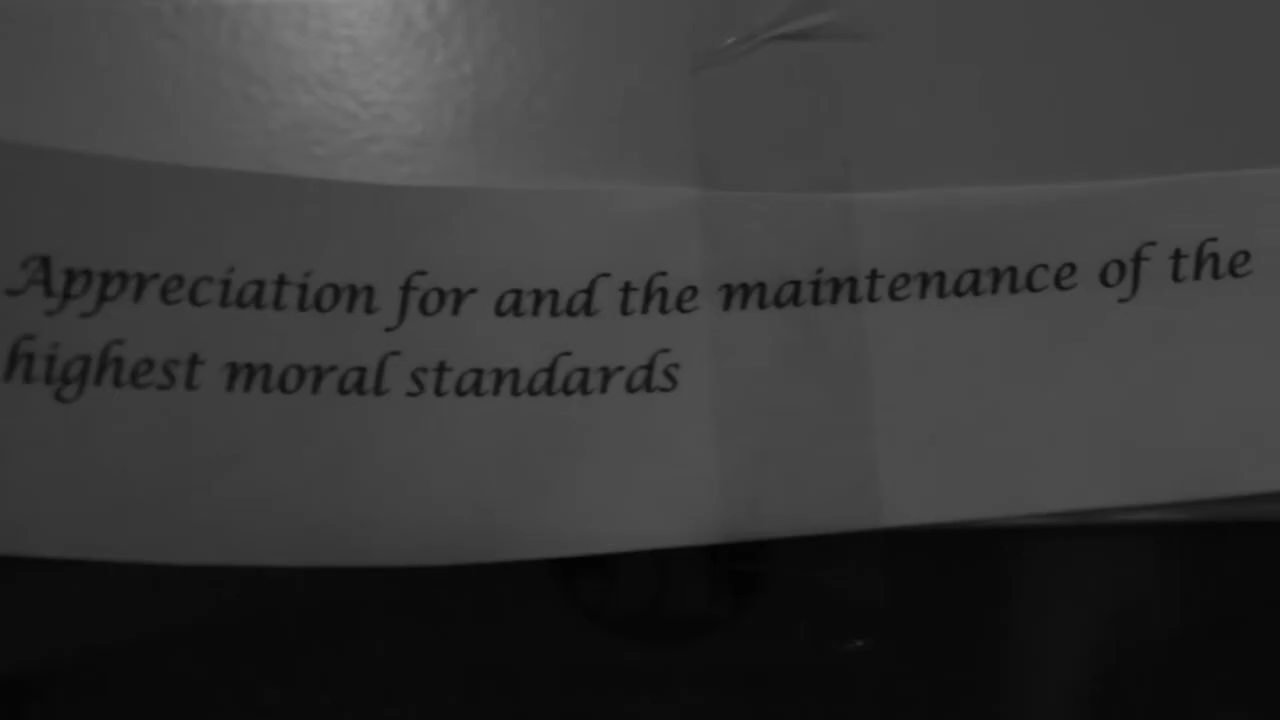 Appreciation for and the maintenance of the
highest moral standards